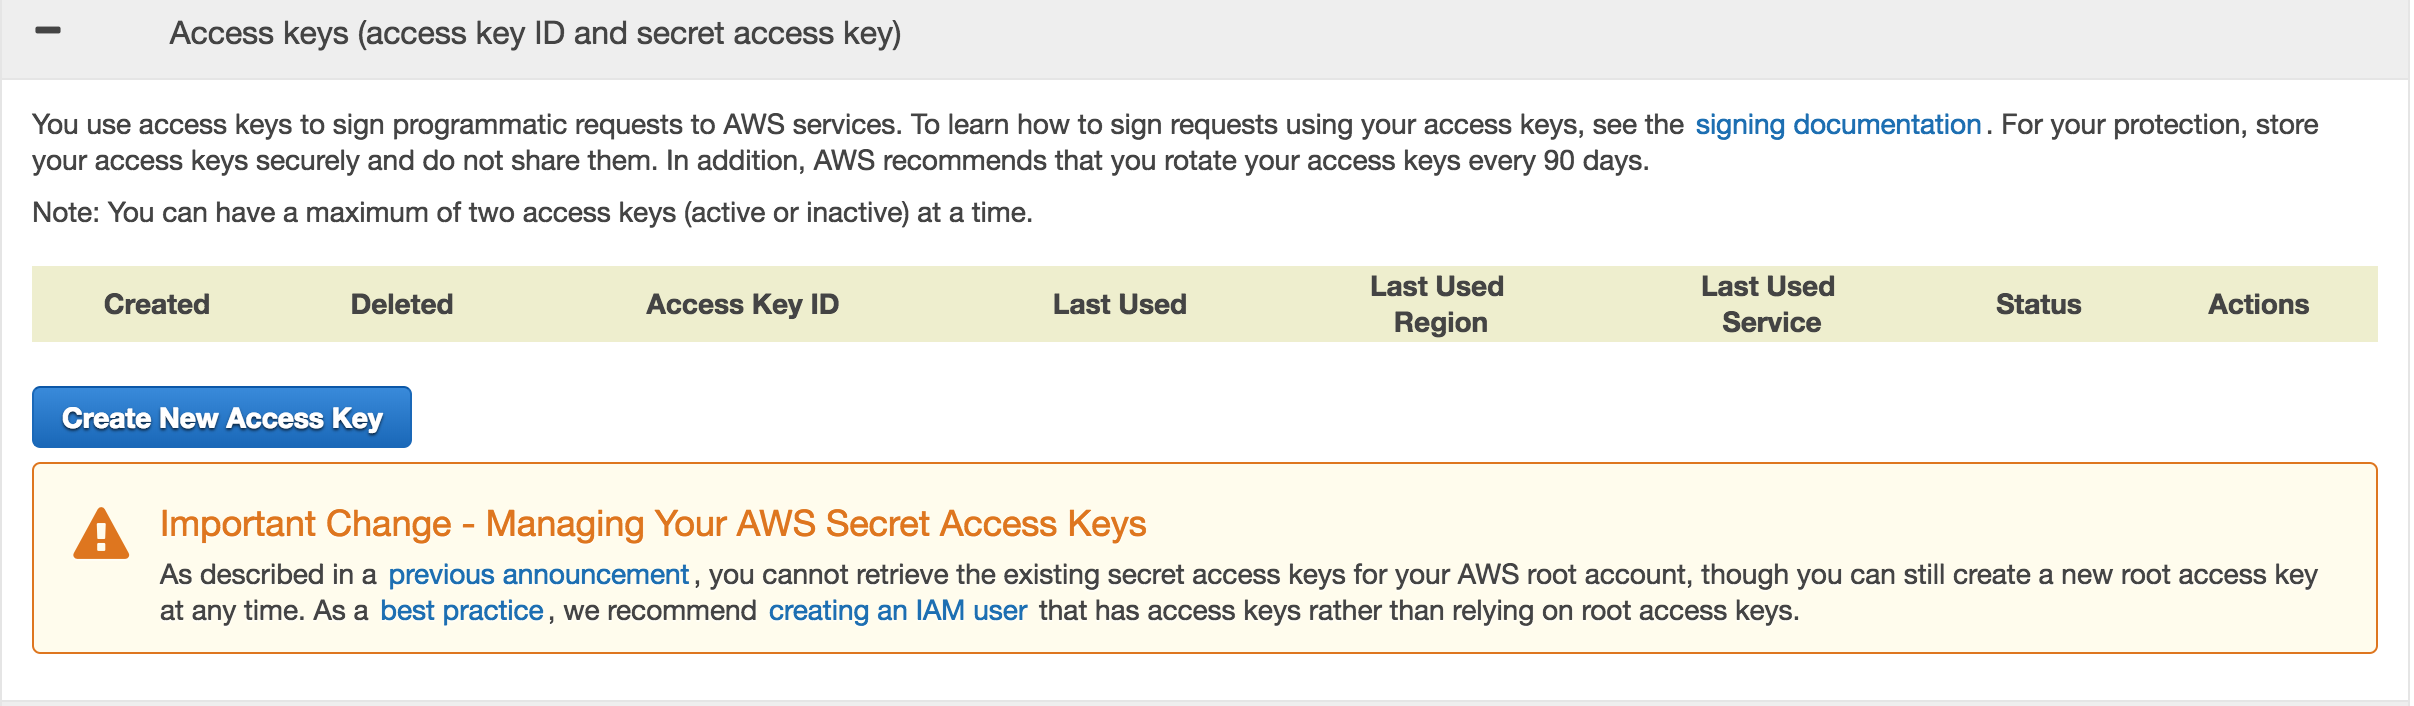 Access keys (access key ID and secret access key)
You use access keys to sign programmatic requests to AWS services. To learn how to sign requests using your access keys, see the signing documentation. For your protection, store
your access keys securely and do not share them. In addition, AWS recommends that you rotate your access keys every 90 days.
Note: You can have a maximum of two access keys (active or inactive) at a time.
Created Deleted Access Key ID Last Used Last Used Region Last Used Service Status Actions
Create New Access Key
Important Change - Managing Your AWS Secret Access Keys
As described in a previous announcement, you cannot retrieve the existing secret access keys for your AWS root account, though you can still create a new root access key
at any time. As a best practice, we recommend creating an IAM user that has access keys rather than relying on root access keys.